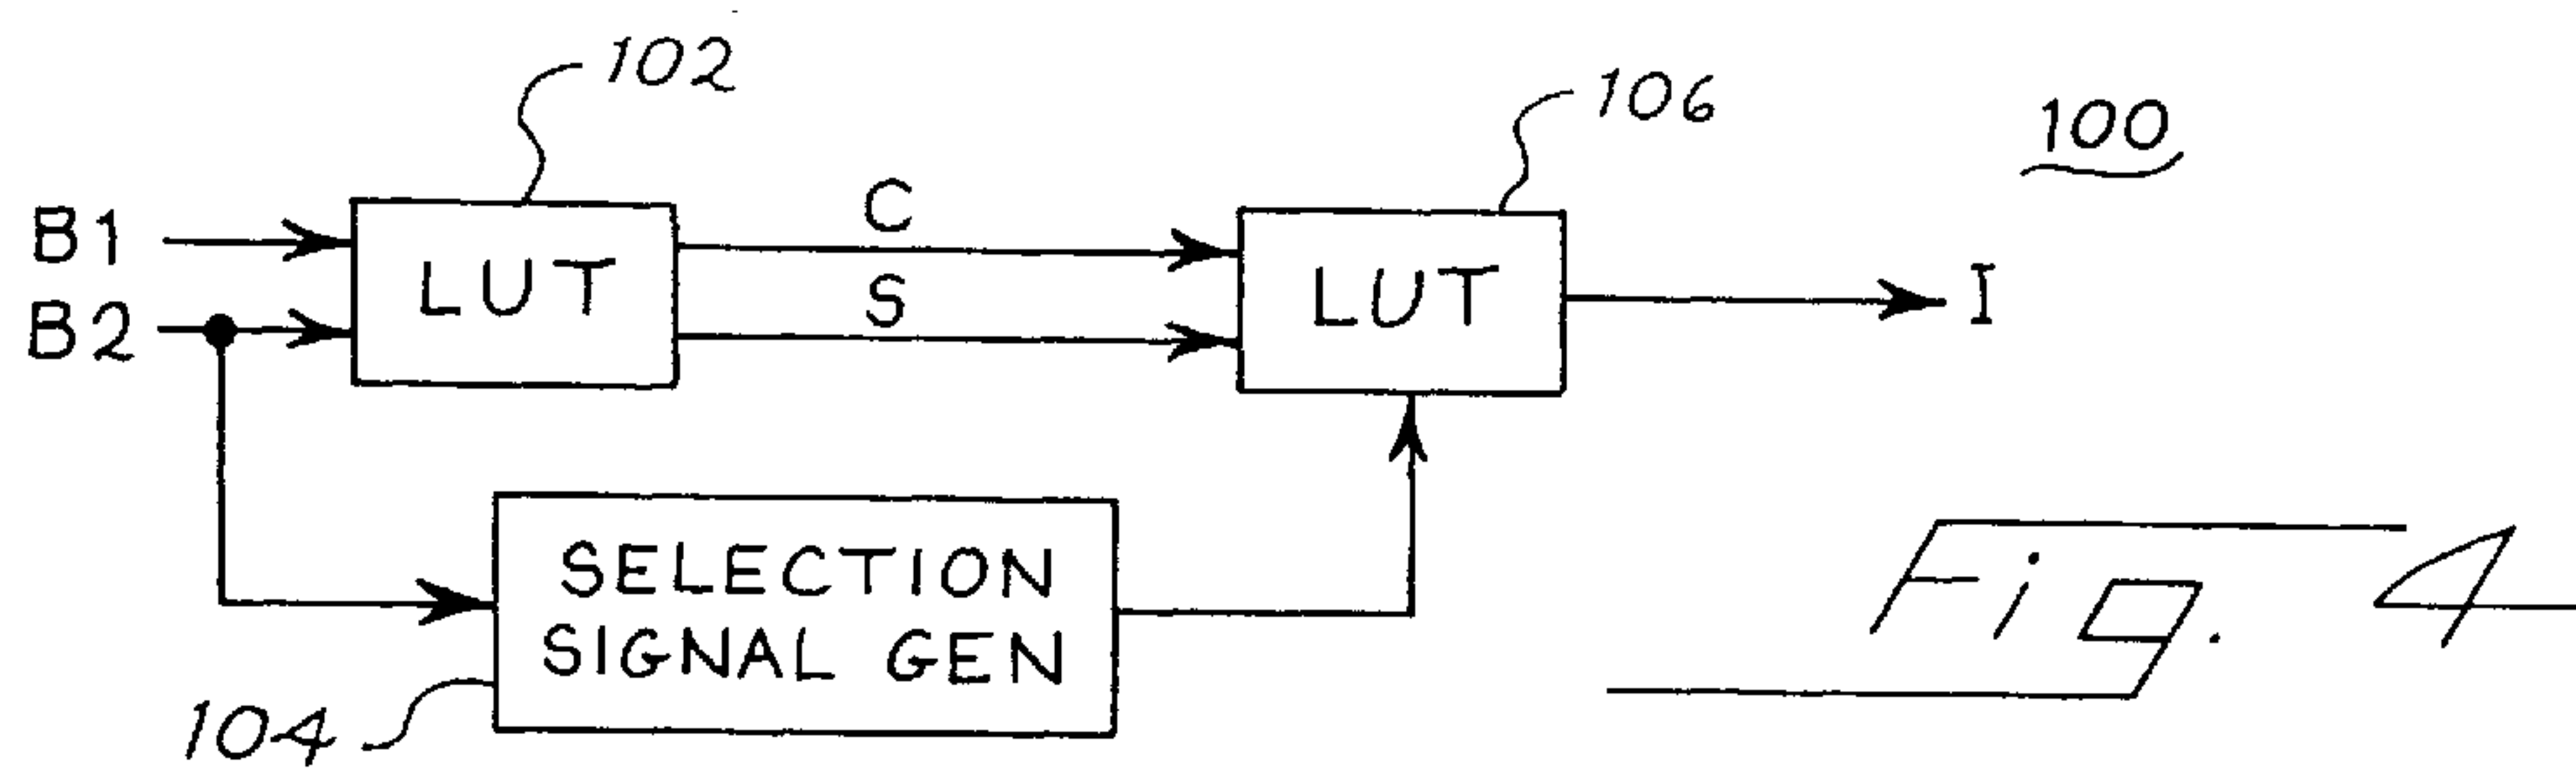 102
106
100
B1
LUT
C
LUT
I
B2
S
SELECTION
SIGNAL GEN
104
Fig. 4